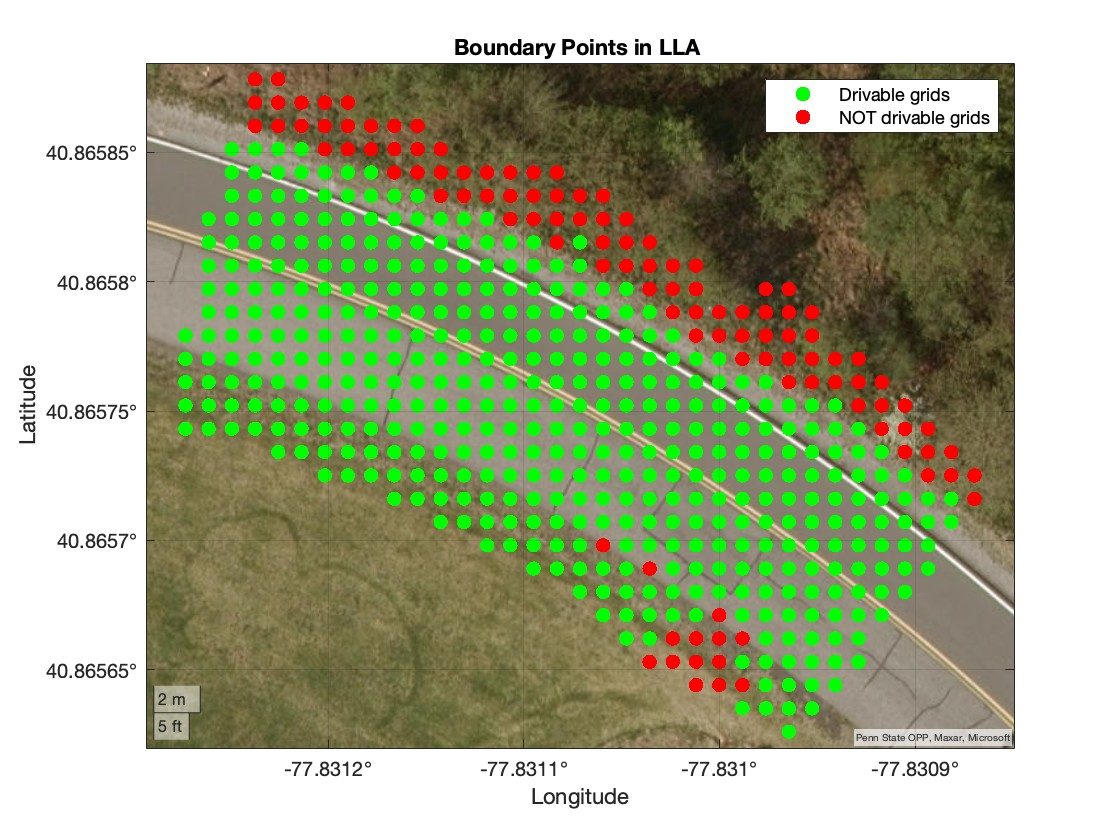 Boundary Points in LLA
Drivable grids
NOT drivable grids
40.86585°
40.8658°
40.86575°
40.8657°
40.86565°
Latitude
2 m
5 ft
Penn State OPP, Maxar, Microsoft
-77.8312°
-77.8311°
-77.831°
-77.8309°
Longitude